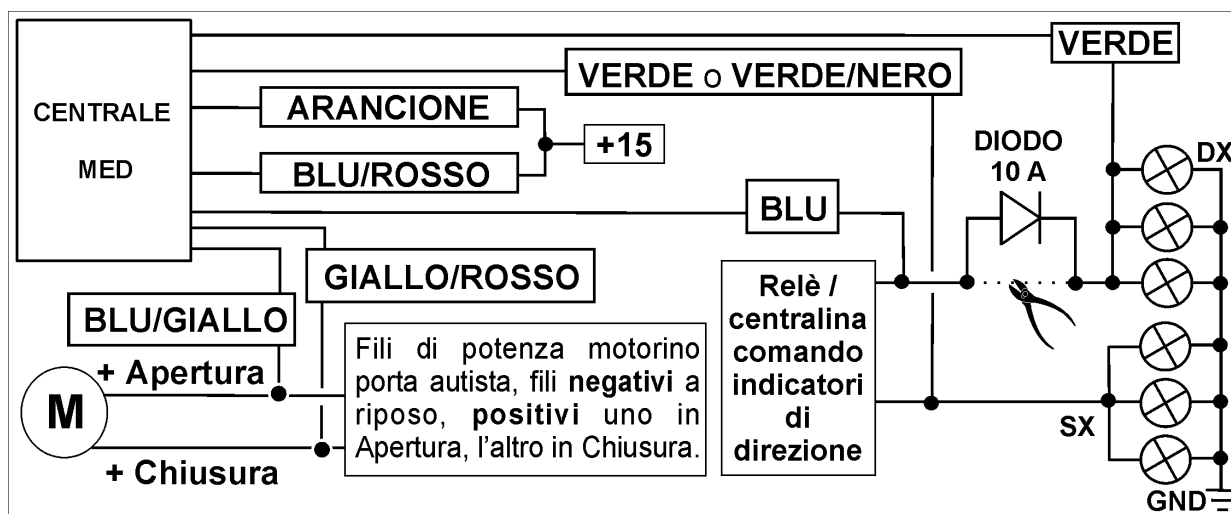 VERDE
VERDE o VERDE/NERO
CENTRALE
MED
ARANCIONE
+15
BLU/ROSSO
DIODO
10 A
DX
BLU
GIALLO/ROSSO
BLU/GIALLO
Relè /
centralina
comando
indicatori
di
direzione
+ Apertura
M
+ Chiusura
Fili di potenza motorino
porta autista, fili negativi a
riposo, positivi uno in
Apertura, l'altro in Chiusura.
SX
GND